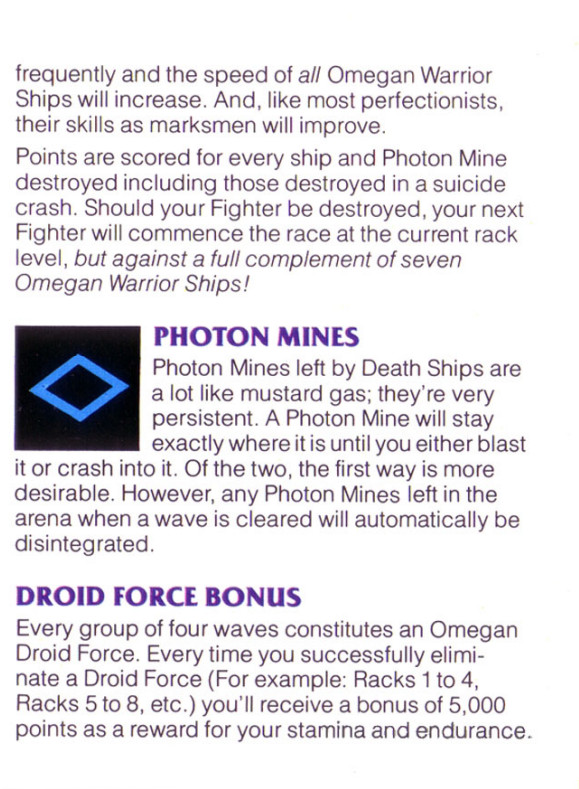 frequently and the speed of all Omegan Warrior
Ships will increase. And, like most perfectionists,
their skills as marksmen will improve.
Points are scored for every ship and Photon Mine
destroyed including those destroyed in a suicide
crash. Should your Fighter be destroyed, your next
Fighter will commence the race at the current rack
level, but against a full complement of seven
Omegan Warrior Ships!
PHOTON MINES
Photon Mines left by Death Ships are
a lot like mustard gas; they're very
persistent. A Photon Mine will stay
exactly where it is until you either blast
it or crash into it. Of the two, the first way is more
desirable. However, any Photon Mines left in the
arena when a wave is cleared will automatically be
disintegrated.
DROID FORCE BONUS
Every group of four waves constitutes an Omegan
Droid Force. Every time you successfully elimi-
nate a Droid Force (For example: Racks 1 to 4,
Racks 5 to 8, etc.) you'll receive a bonus of 5,000
points as a reward for your stamina and endurance.